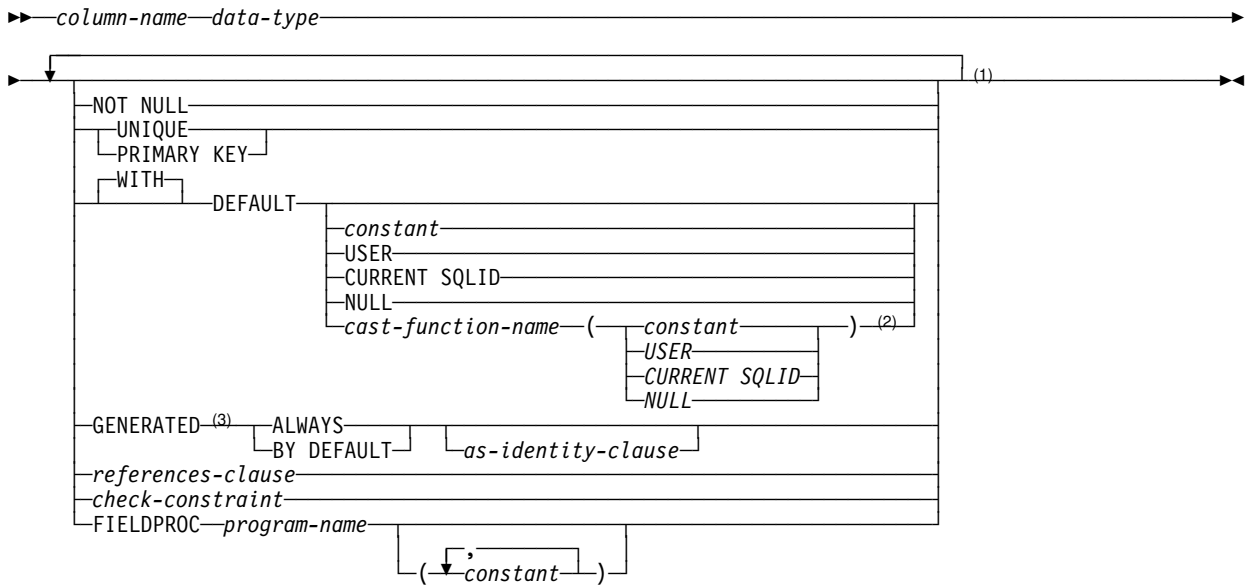 column-name data-type
(1)
NOT NULL
UNIQUE
PRIMARY KEY
WITH
DEFAULT
constant
USER
CURRENT SQLID
NULL
cast-function-name ( constant ) (2)
USER
CURRENT SQLID
NULL
GENERATED (3) ALWAYS
BY DEFAULT as-identity-clause
references-clause
check-constraint
FIELDPROC program-name
,
( constant )